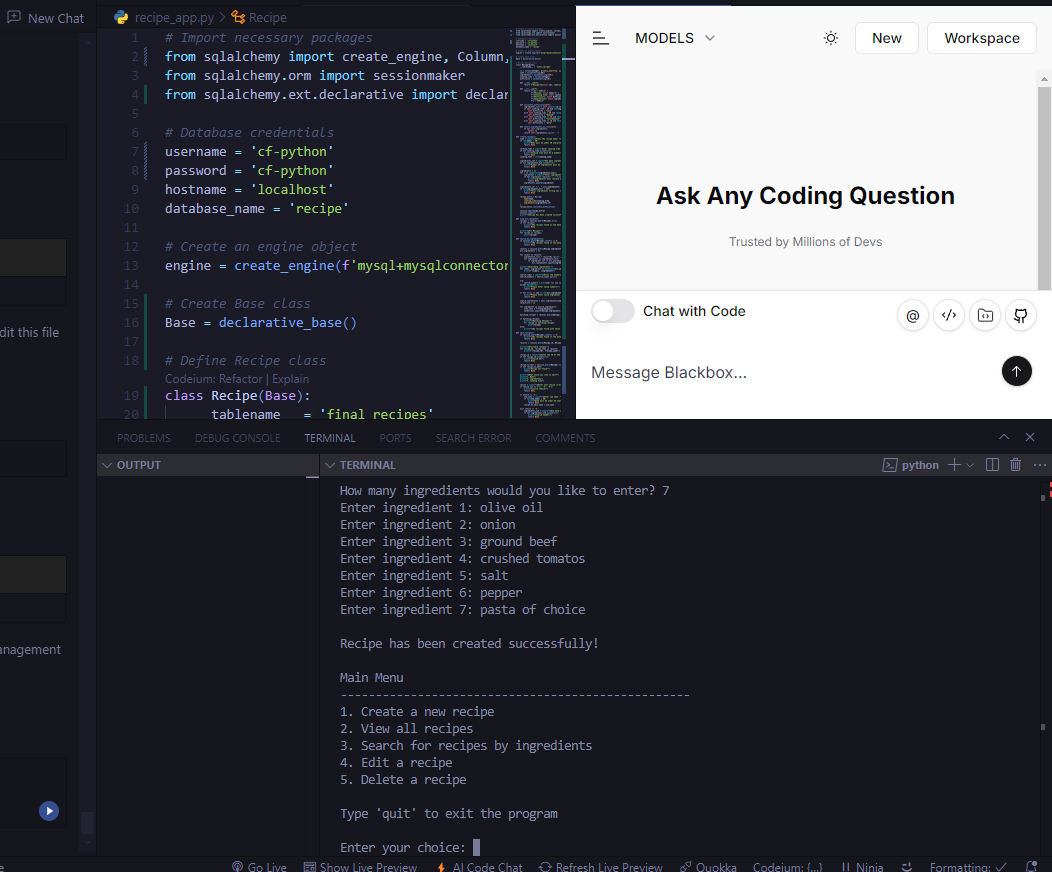 New Chat
recipe_app.py > Recipe
1 # Import necessary packages
2 from sqlalchemy import create_engine, Column,
3 from sqlalchemy.orm import sessionmaker
4 from sqlalchemy.ext.declarative import declar
5
6 # Database credentials
7 username = 'cf-python'
8 password = 'cf-python'
9 hostname = 'localhost'
10 database_name = 'recipe'
11
12 # Create an engine object
13 engine = create_engine(f'mysql+mysqlconnector
14
15 # Create Base class
16 Base = declarative_base()
17
18 # Define Recipe class
Codeium: Refactor | Explain
19 class Recipe(Base):
20 tablename = 'final_recipes'
dit this file
anagement
MODELS
New
Workspace
Ask Any Coding Question
Trusted by Millions of Devs
Chat with Code
@ </>
Message Blackbox...
PROBLEMS DEBUG CONSOLE TERMINAL PORTS SEARCH ERROR COMMENTS
OUTPUT
TERMINAL
python
How many ingredients would you like to enter? 7
Enter ingredient 1: olive oil
Enter ingredient 2: onion
Enter ingredient 3: ground beef
Enter ingredient 4: crushed tomatos
Enter ingredient 5: salt
Enter ingredient 6: pepper
Enter ingredient 7: pasta of choice
Recipe has been created successfully!
Main Menu
--------------------------------------------------
1. Create a new recipe
2. View all recipes
3. Search for recipes by ingredients
4. Edit a recipe
5. Delete a recipe
Type 'quit' to exit the program
Enter your choice:
e Go Live Show Live Preview AI Code Chat Refresh Live Preview Quokka Codeium: {...} Ninja Formatting: ✓